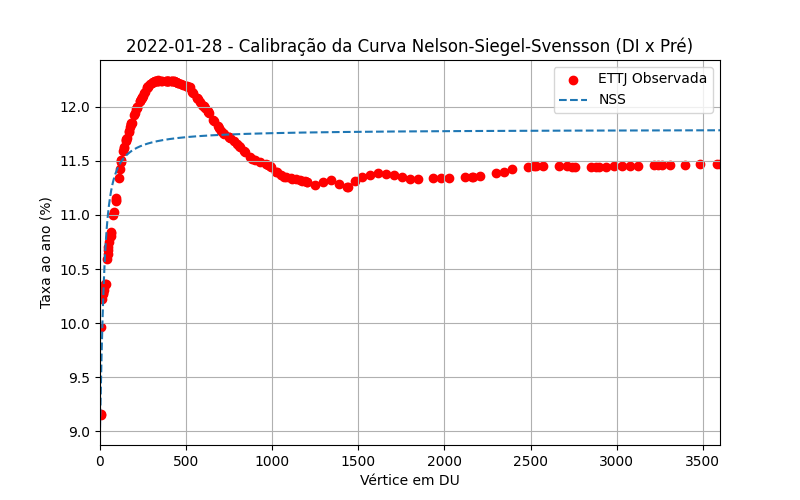 2022-01-28 - Calibração da Curva Nelson-Siegel-Svensson (DI x Pré)
ETTJ Observada
NSS
Taxa ao ano (%)
12.0
11.5
11.0
10.5
10.0
9.5
9.0
0 500 1000 1500 2000 2500 3000 3500
Vértice em DU